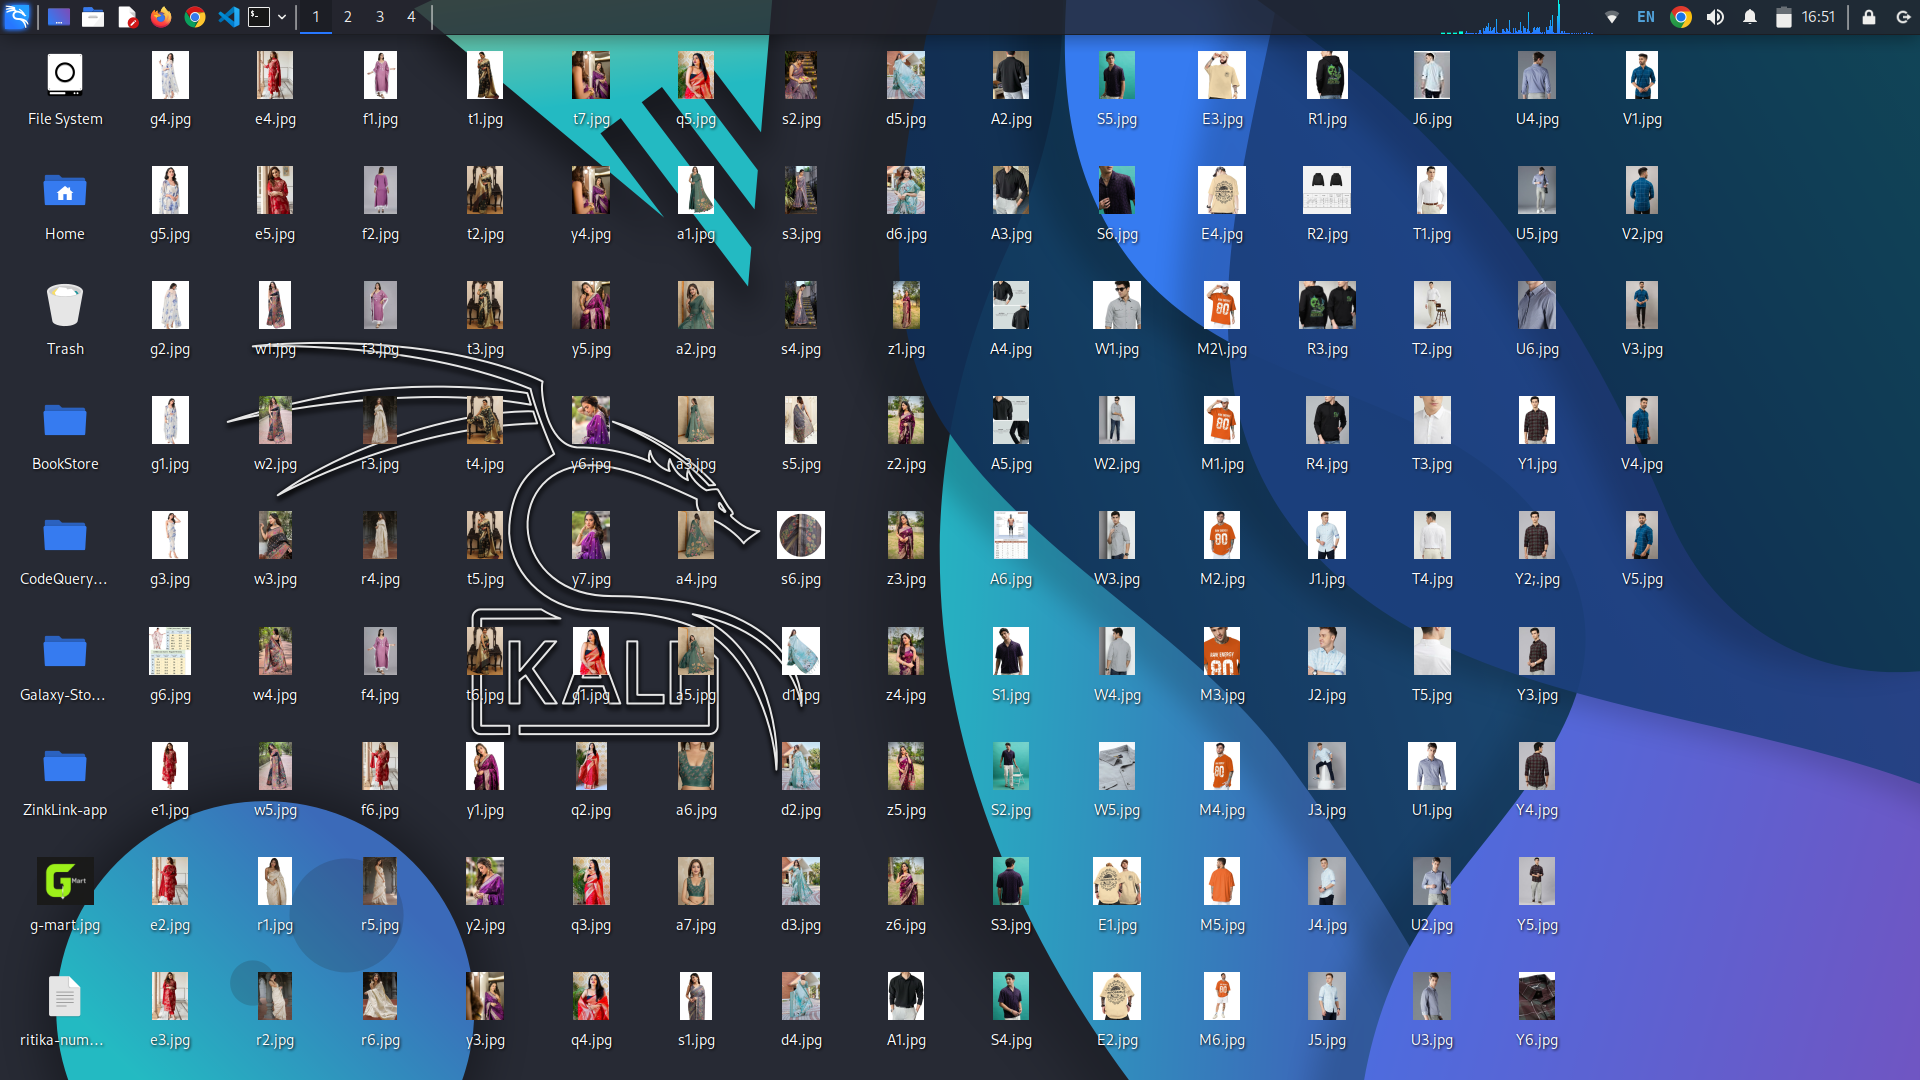 1 2 3 4
EN
16:51
File System g4.jpg e4.jpg f1.jpg t1.jpg t7.jpg q5.jpg s2.jpg d5.jpg A2.jpg S5.jpg E3.jpg R1.jpg J6.jpg U4.jpg V1.jpg
Home g5.jpg e5.jpg f2.jpg t2.jpg y4.jpg a1.jpg s3.jpg d6.jpg A3.jpg S6.jpg E4.jpg R2.jpg T1.jpg U5.jpg V2.jpg
Trash g2.jpg w1.jpg f3.jpg t3.jpg y5.jpg a2.jpg s4.jpg z1.jpg A4.jpg W1.jpg M2\.jpg R3.jpg T2.jpg U6.jpg V3.jpg
BookStore g1.jpg w2.jpg r3.jpg t4.jpg y6.jpg a3.jpg s5.jpg z2.jpg A5.jpg W2.jpg M1.jpg R4.jpg T3.jpg Y1.jpg V4.jpg
CodeQuery... g3.jpg w3.jpg r4.jpg t5.jpg y7.jpg a4.jpg s6.jpg z3.jpg A6.jpg W3.jpg M2.jpg J1.jpg T4.jpg Y2;.jpg V5.jpg
KALI
Galaxy-Sto... g6.jpg w4.jpg f4.jpg t6.jpg q1.jpg a5.jpg d1.jpg z4.jpg S1.jpg W4.jpg M3.jpg J2.jpg T5.jpg Y3.jpg
ZinkLink-app e1.jpg w5.jpg f6.jpg y1.jpg q2.jpg a6.jpg d2.jpg z5.jpg S2.jpg W5.jpg M4.jpg J3.jpg U1.jpg Y4.jpg
G Mart
g-mart.jpg e2.jpg r1.jpg r5.jpg y2.jpg q3.jpg a7.jpg d3.jpg z6.jpg S3.jpg E1.jpg M5.jpg J4.jpg U2.jpg Y5.jpg
ritika-num... e3.jpg r2.jpg r6.jpg y3.jpg q4.jpg s1.jpg d4.jpg A1.jpg S4.jpg E2.jpg M6.jpg J5.jpg U3.jpg Y6.jpg